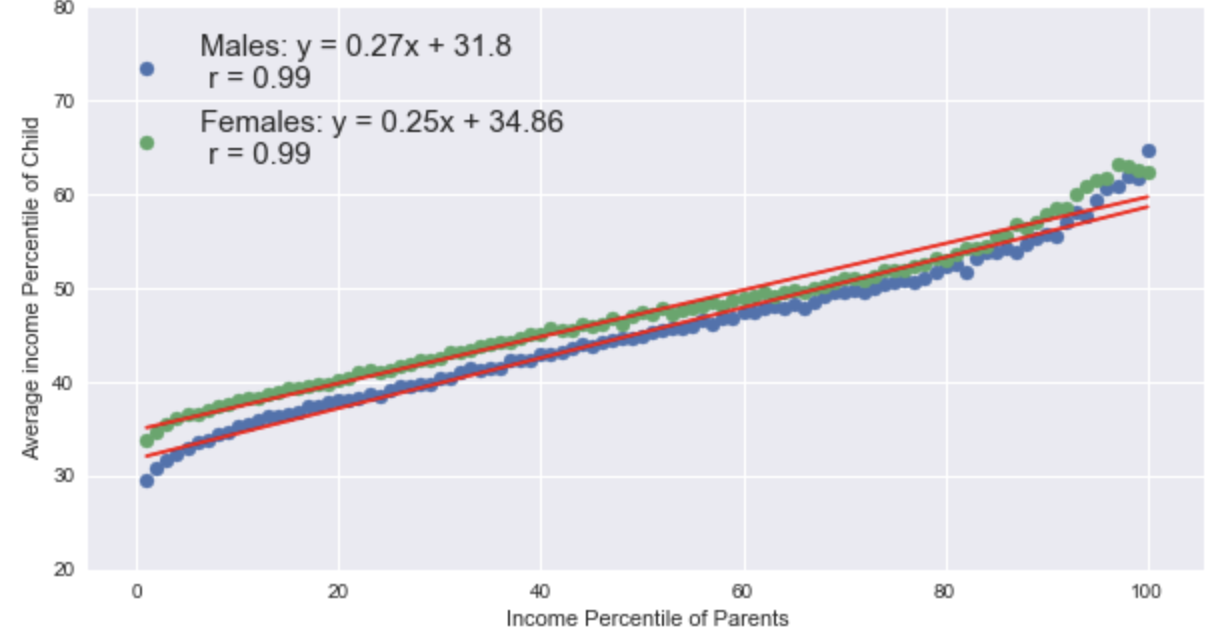 Males: y = 0.27x + 31.8
r = 0.99
Females: y = 0.25x + 34.86
r = 0.99
Average income Percentile of Child
80
70
60
50
40
30
20
0
20
40
60
80
100
Income Percentile of Parents